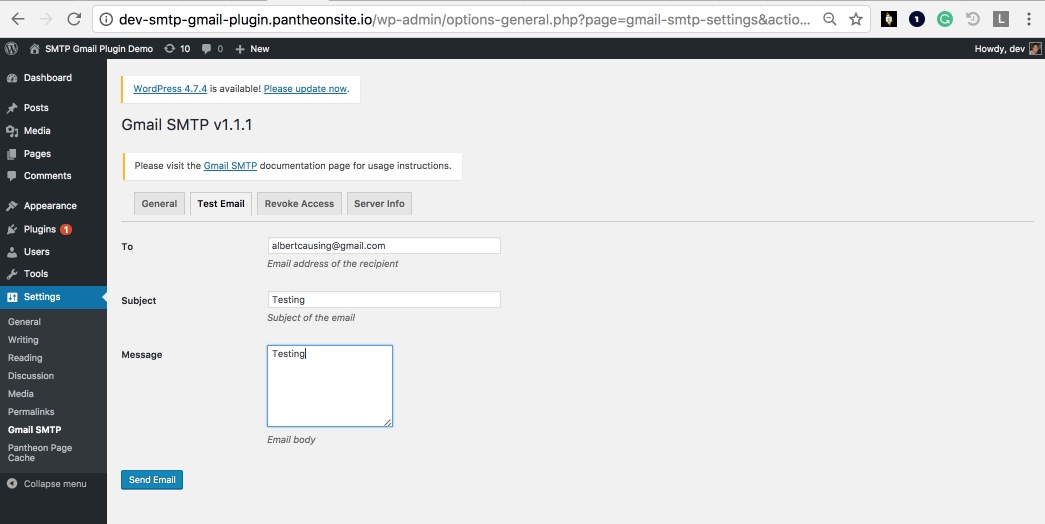 dev-smtp-gmail-plugin.pantheonsite.io/wp-admin/options-general.php?page=gmail-smtp-settings&actio...
1
G
L
SMTP Gmail Plugin Demo 10 0 + New Howdy, dev
Dashboard
Posts
Media
Pages
Comments
Appearance
Plugins 1
Users
Tools
Settings
General
Writing
Reading
Discussion
Media
Permalinks
Gmail SMTP
Pantheon Page
Cache
Collapse menu
WordPress 4.7.4 is available! Please update now.
Gmail SMTP v1.1.1
Please visit the Gmail SMTP documentation page for usage instructions.
General Test Email Revoke Access Server Info
To albertcausing@gmail.com
Email address of the recipient
Subject Testing
Subject of the email
Message Testing
Email body
Send Email